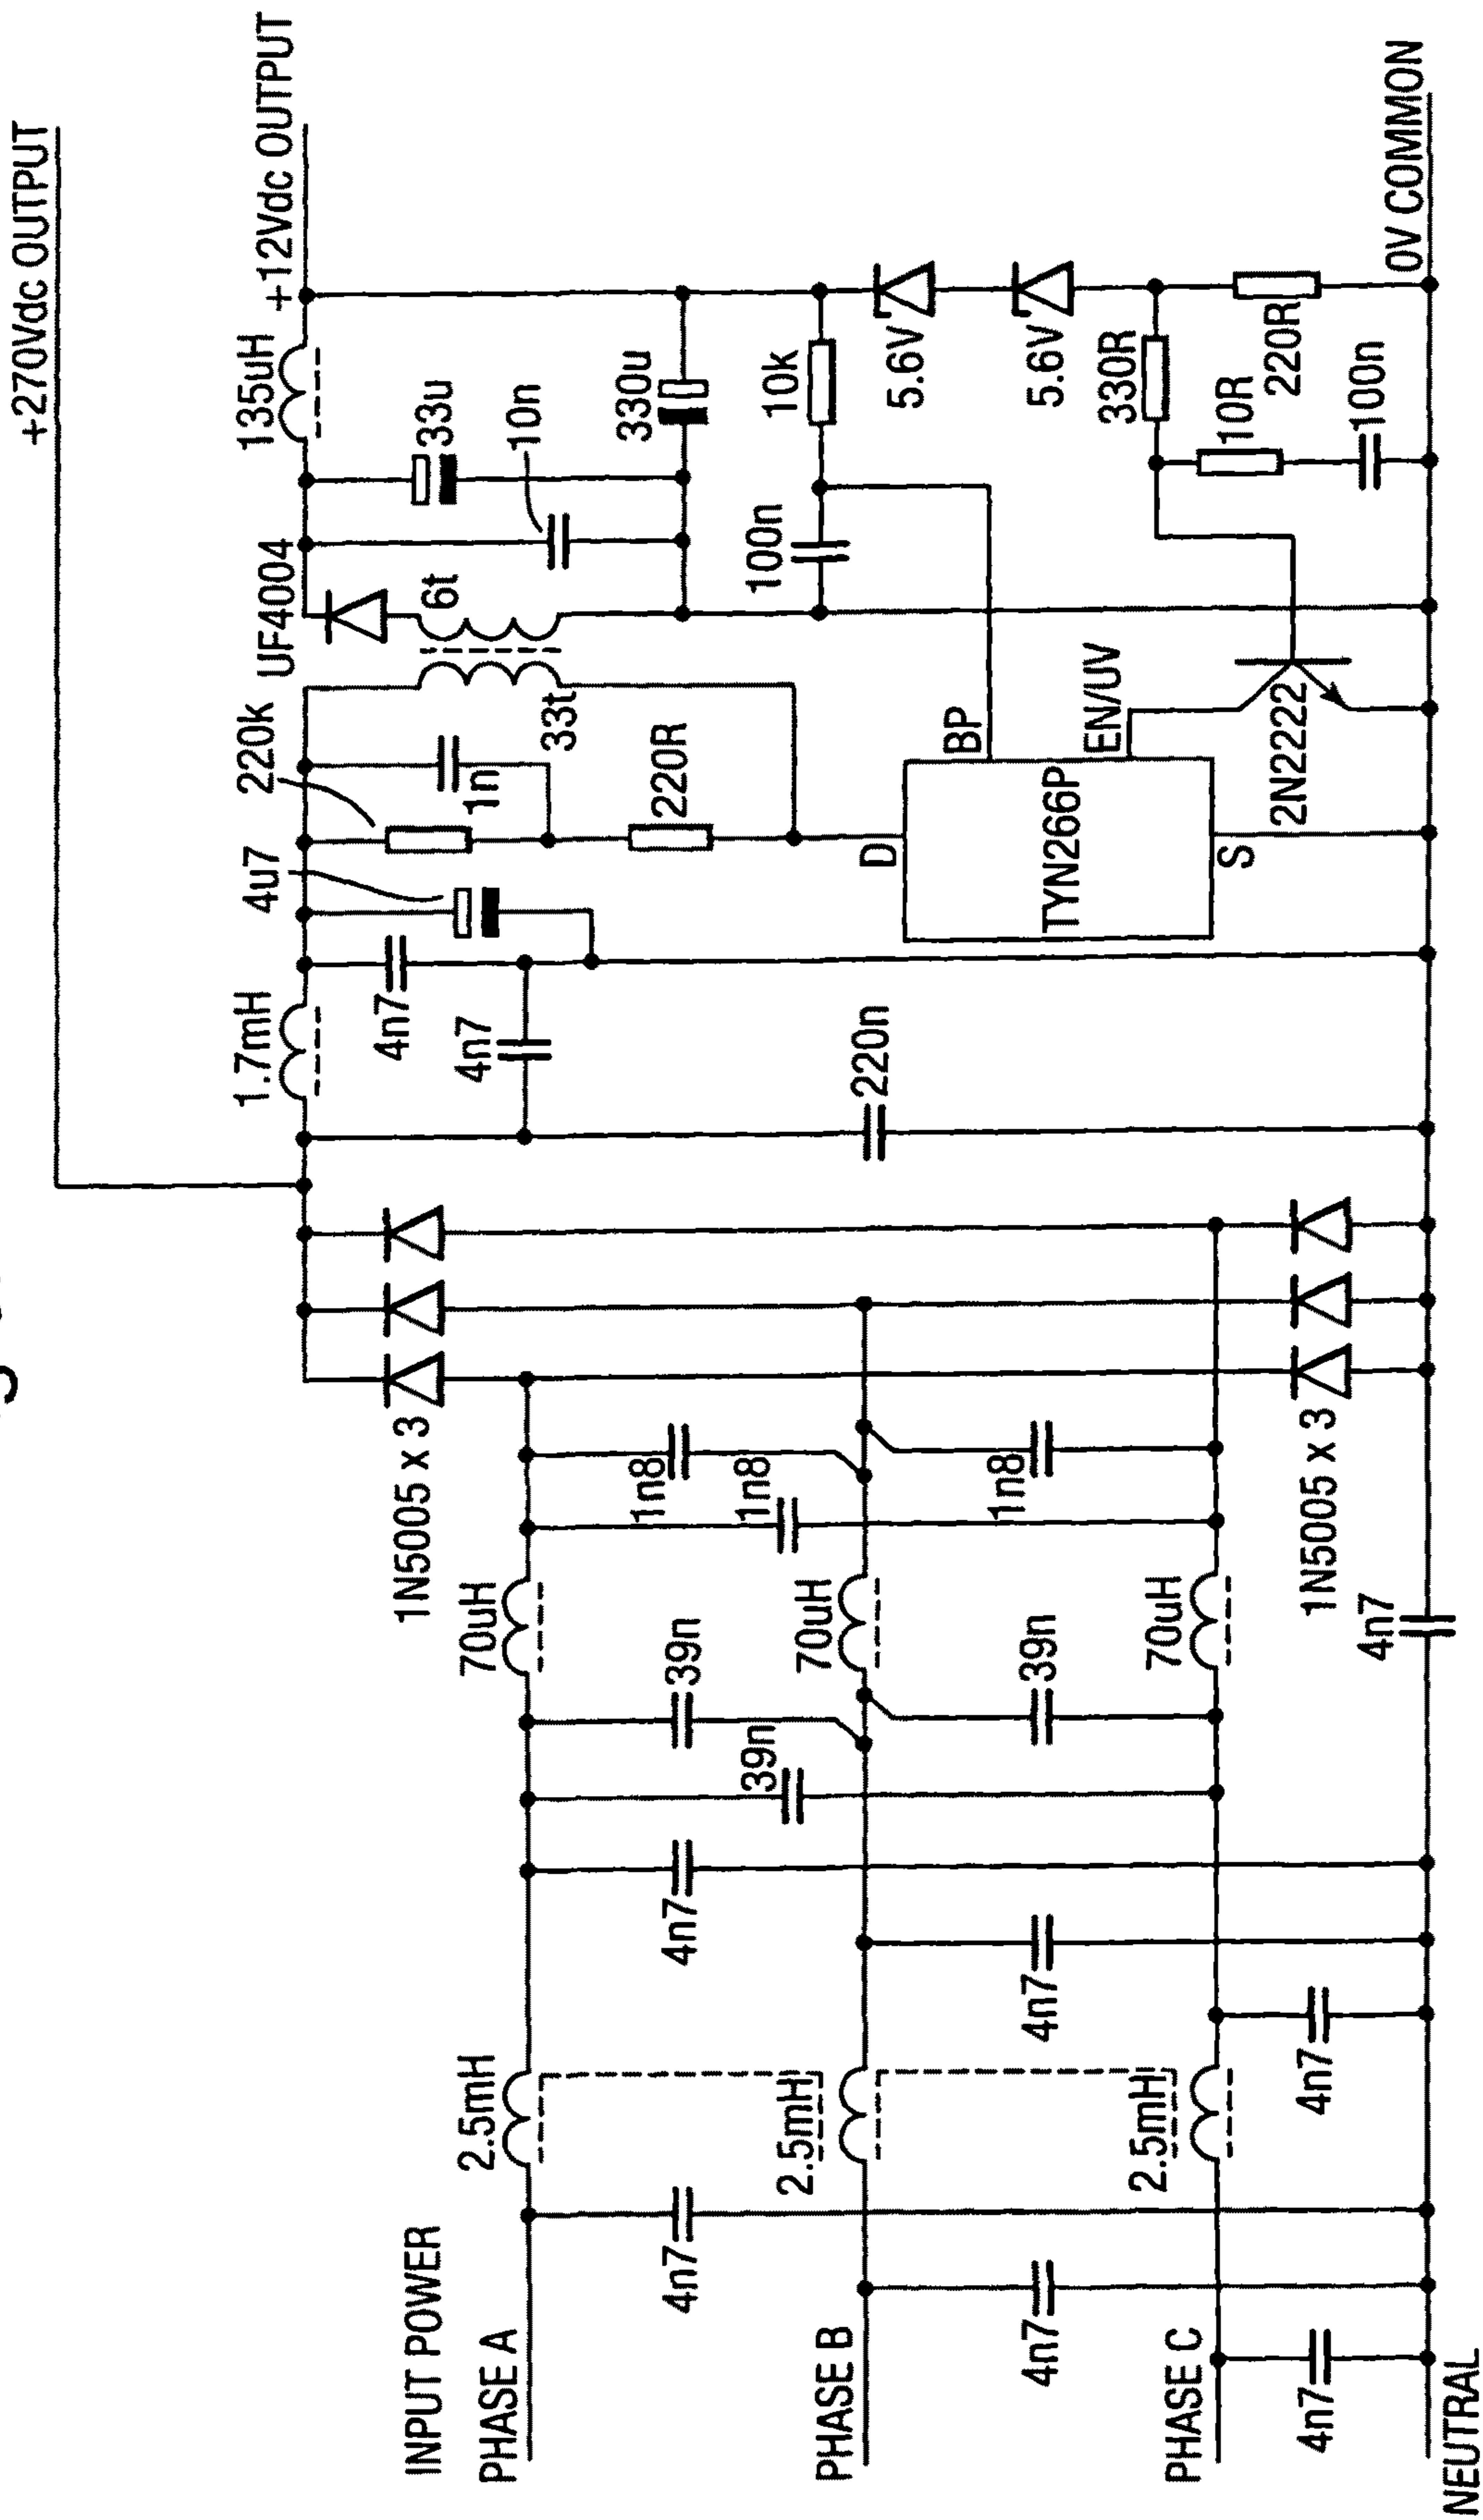 +270Vdc OUTPUT
+12Vdc OUTPUT
135uH
33u
10n
330u
10k
5.6V
5.6V
330R
10R
220R
100n
0V COMMON
UF4004
6t
100n
220k
33t
1n
220R
4u7
BP
EN/UV
D
TYN266P
S
2N2222
1.7mH
4n7
4n7
220n
1N5005 x 3
1n8
1n8
1n8
1N5005 x 3
70uH
70uH
70uH
4n7
39n
39n
39n
4n7
4n7
4n7
2.5mH
2.5mH
2.5mH
INPUT POWER
PHASE A
4n7
PHASE B
4n7
PHASE C
4n7
NEUTRAL